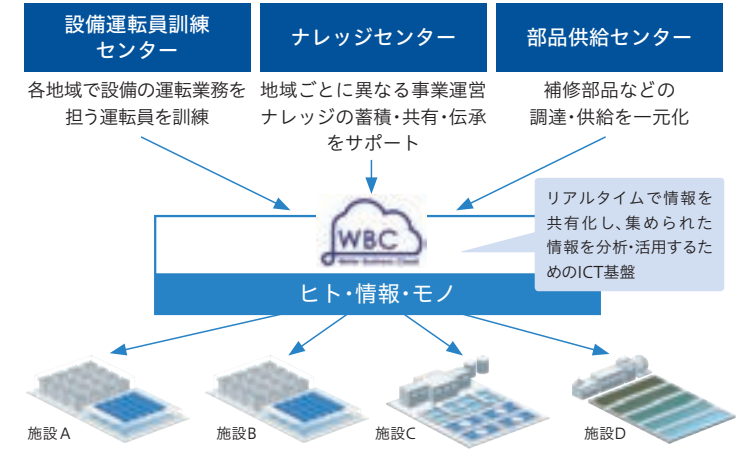 設備運転員訓練
センター
ナレッジセンター
部品供給センター
各地域で設備の運転業務を
担う運転員を訓練
地域ごとに異なる事業運営
ナレッジの蓄積・共有・伝承
をサポート
補修部品などの
調達・供給を一元化
WBC
リアルタイムで情報を
共有化し、集められた
情報を分析・活用するた
めのICT基盤
ヒト・情報・モノ
施設A
施設B
施設C
施設D